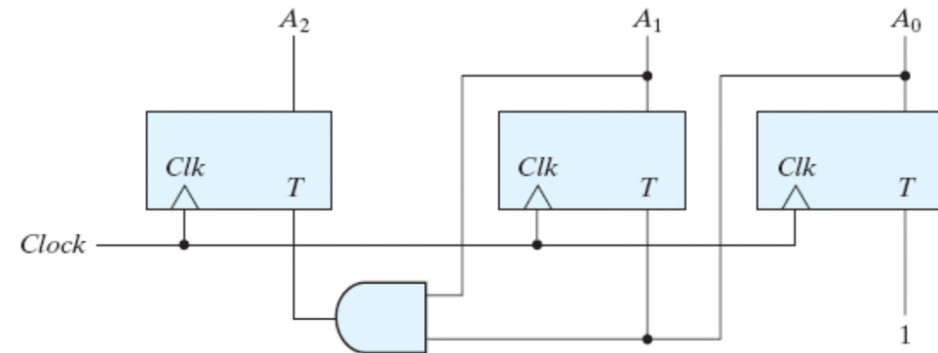 A₂ A₁ A₀
Clk Clk Clk
T T T
Clock
1